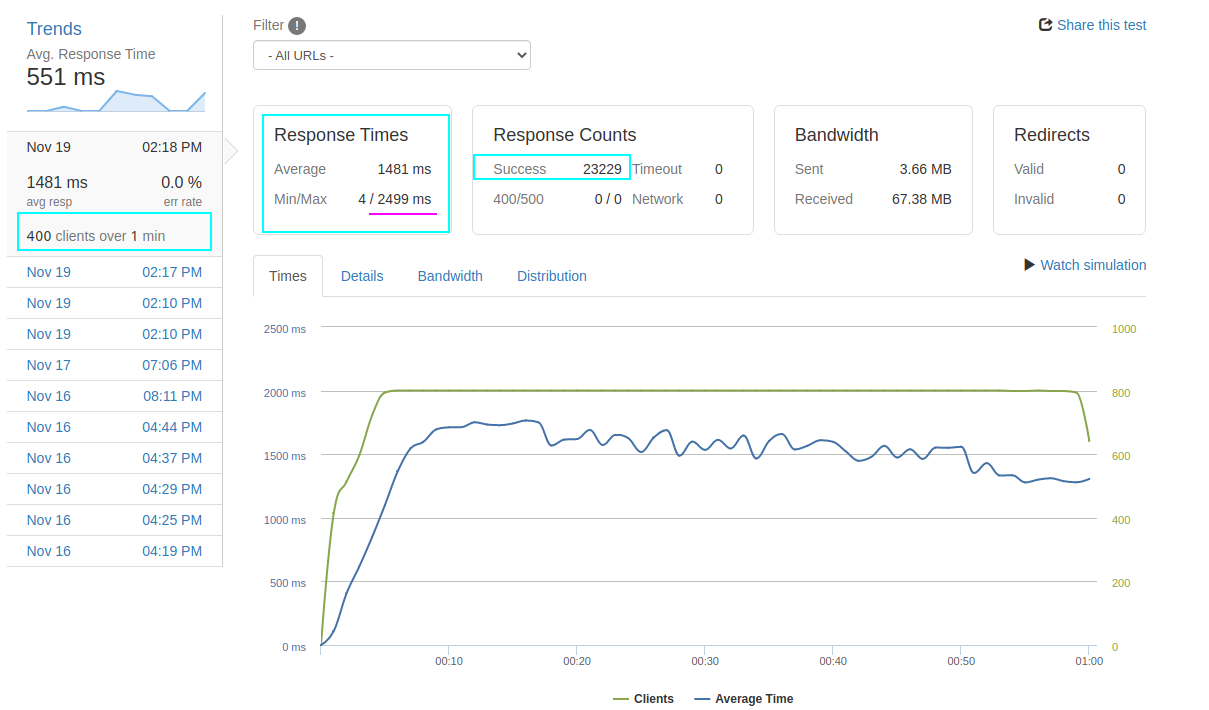 Trends
Avg. Response Time
551 ms
Nov 19 02:18 PM
1481 ms 0.0 %
avg resp err rate
400 clients over 1 min
Nov 19 02:17 PM
Nov 19 02:10 PM
Nov 19 02:10 PM
Nov 17 07:06 PM
Nov 16 08:11 PM
Nov 16 04:44 PM
Nov 16 04:37 PM
Nov 16 04:29 PM
Nov 16 04:25 PM
Nov 16 04:19 PM
Filter !
- All URLs -
Share this test
Response Times
Average 1481 ms
Min/Max 4 / 2499 ms
Response Counts
Success 23229 Timeout 0
400/500 0 / 0 Network 0
Bandwidth
Sent 3.66 MB
Received 67.38 MB
Redirects
Valid 0
Invalid 0
Times Details Bandwidth Distribution
Watch simulation
2500 ms 1000
2000 ms 800
1500 ms 600
1000 ms 400
500 ms 200
0 ms 0
00:10 00:20 00:30 00:40 00:50 01:00
Clients Average Time